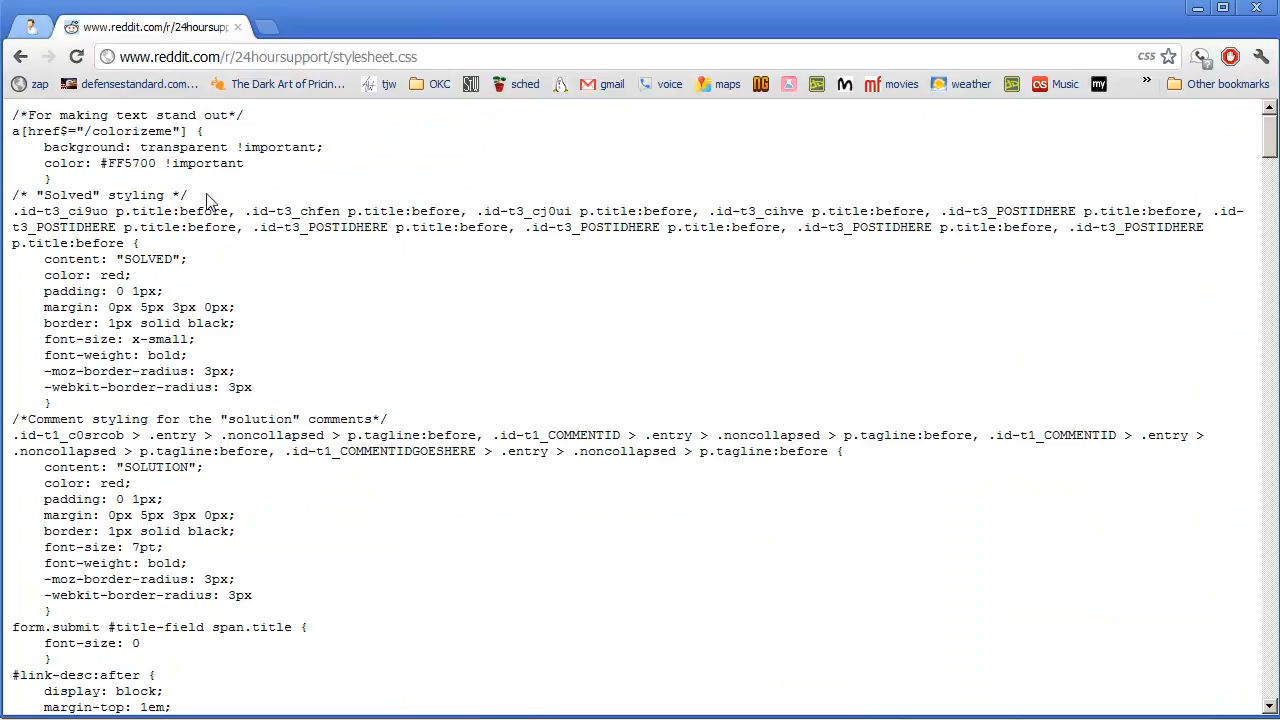 www.reddit.com/r/24hoursupp
www.reddit.com/r/24hoursupport/stylesheet.css
css
zap
defensestandard.com...
The Dark Art of Pricin...
tjw
OKC
sched
gmail
voice
maps
movies
weather
Music
my
»
Other bookmarks
/*For making text stand out*/
a[href$="/colorizeme"] {
    background: transparent !important;
    color: #FF5700 !important
    }
/* "Solved" styling */
.id-t3_ci9uo p.title:before, .id-t3_chfen p.title:before, .id-t3_cj0ui p.title:before, .id-t3_cihve p.title:before, .id-t3_POSTIDHERE p.title:before, .id-
t3_POSTIDHERE p.title:before, .id-t3_POSTIDHERE p.title:before, .id-t3_POSTIDHERE p.title:before, .id-t3_POSTIDHERE p.title:before, .id-t3_POSTIDHERE
p.title:before {
    content: "SOLVED";
    color: red;
    padding: 0 1px;
    margin: 0px 5px 3px 0px;
    border: 1px solid black;
    font-size: x-small;
    font-weight: bold;
    -moz-border-radius: 3px;
    -webkit-border-radius: 3px
    }
/*Comment styling for the "solution" comments*/
.id-t1_c0srcob > .entry > .noncollapsed > p.tagline:before, .id-t1_COMMENTID > .entry > .noncollapsed > p.tagline:before, .id-t1_COMMENTID > .entry >
.noncollapsed > p.tagline:before, .id-t1_COMMENTIDGOESHERE > .entry > .noncollapsed > p.tagline:before {
    content: "SOLUTION";
    color: red;
    padding: 0 1px;
    margin: 0px 5px 3px 0px;
    border: 1px solid black;
    font-size: 7pt;
    font-weight: bold;
    -moz-border-radius: 3px;
    -webkit-border-radius: 3px
    }
form.submit #title-field span.title {
    font-size: 0
    }
#link-desc:after {
    display: block;
    margin-top: 1em;